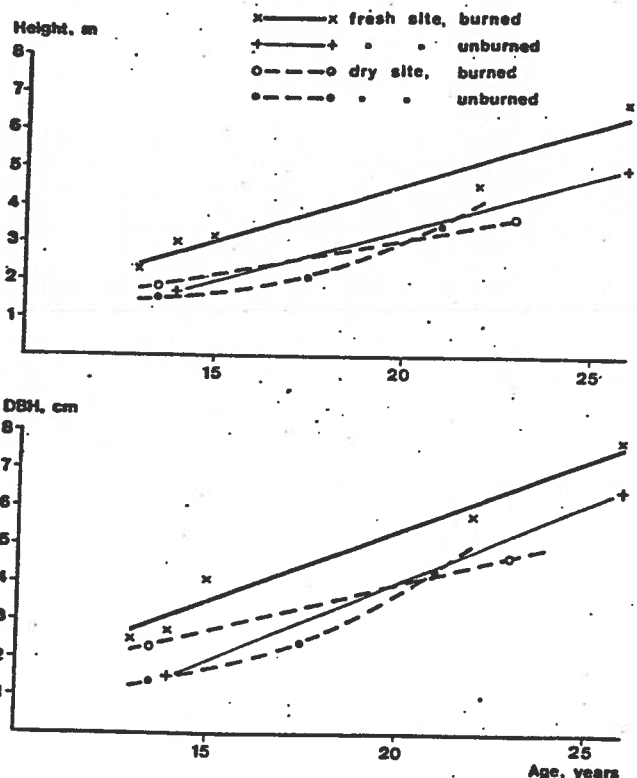 Height, m
fresh site, burned
" " unburned
dry site, burned
" " unburned
8
7
6
5
4
3
2
1
15 20 25
DBH, cm
8
7
6
5
4
3
2
1
15 20 25
Age, years